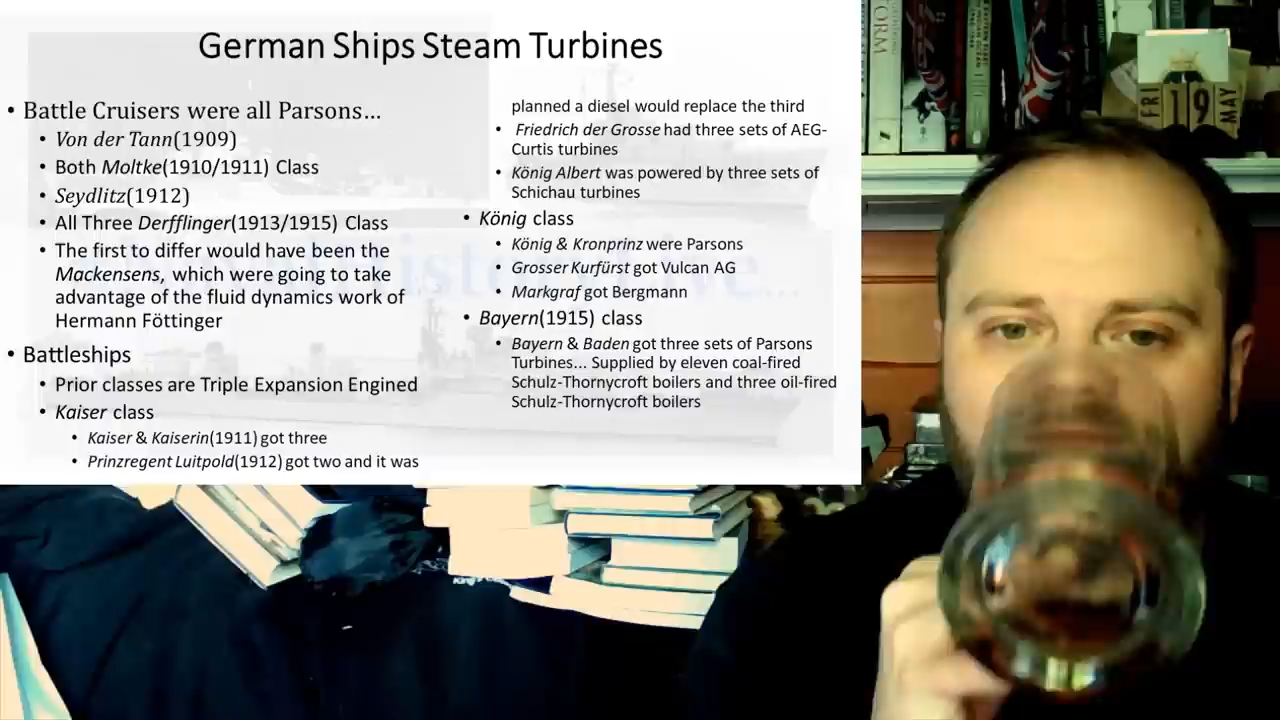 German Ships Steam Turbines
• Battle Cruisers were all Parsons…
• Von der Tann(1909)
• Both Moltke(1910/1911) Class
• Seydlitz(1912)
• All Three Derfflinger(1913/1915) Class
• The first to differ would have been the
Mackensens, which were going to take
advantage of the fluid dynamics work of
Hermann Föttinger
• Battleships
• Prior classes are Triple Expansion Engined
• Kaiser class
• Kaiser & Kaiserin(1911) got three
• Prinzregent Luitpold(1912) got two and it was
planned a diesel would replace the third
• Friedrich der Grosse had three sets of AEG-
Curtis turbines
• König Albert was powered by three sets of
Schichau turbines
• König class
• König & Kronprinz were Parsons
• Grosser Kurfürst got Vulcan AG
• Markgraf got Bergmann
• Bayern(1915) class
• Bayern & Baden got three sets of Parsons
Turbines... Supplied by eleven coal-fired
Schulz-Thornycroft boilers and three oil-fired
Schulz-Thornycroft boilers
FRI 19 MAY